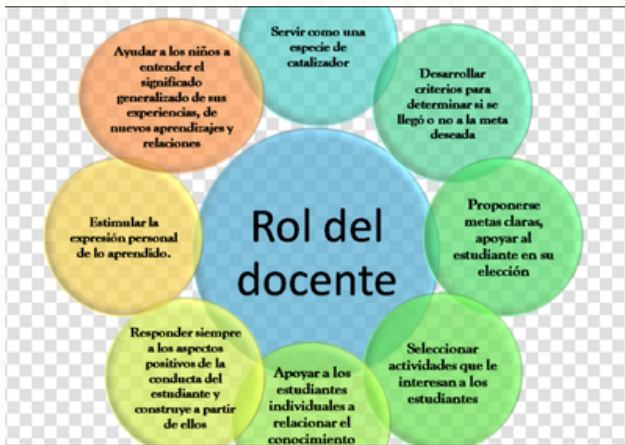 Servir como una
especie de
catalizador
Desarrollar
criterios para
determinar si se
llegó o no a la meta
deseada
Proponerse
metas claras,
apoyar al
estudiante en su
elección
Seleccionar
actividades que le
interesan a los
estudiantes
Apoyar a los
estudiantes
individuales a
relacionar el
conocimiento
Responder siempre
a los aspectos
positivos de la
conducta del
estudiante y
construye a partir
de ellos
Estimular la
expresión personal
de lo aprendido.
Ayudar a los niños a
entender el
significado
generalizado de sus
experiencias, de
nuevos aprendizajes y
relaciones
Rol del
docente